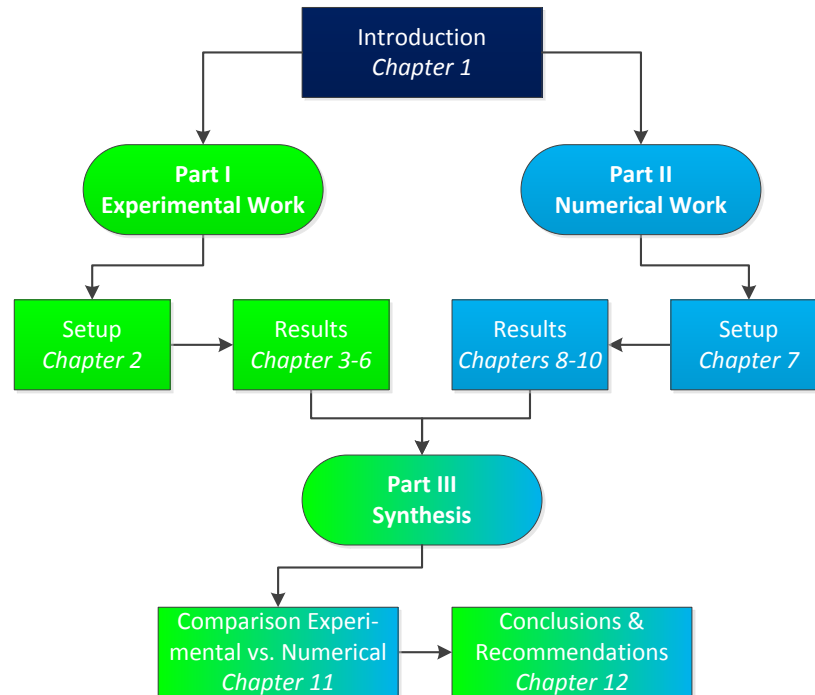 Introduction
Chapter 1
Part I
Experimental Work
Part II
Numerical Work
Setup
Chapter 2
Results
Chapter 3-6
Results
Chapters 8-10
Setup
Chapter 7
Part III
Synthesis
Comparison Experi-
mental vs. Numerical
Chapter 11
Conclusions &
Recommendations
Chapter 12